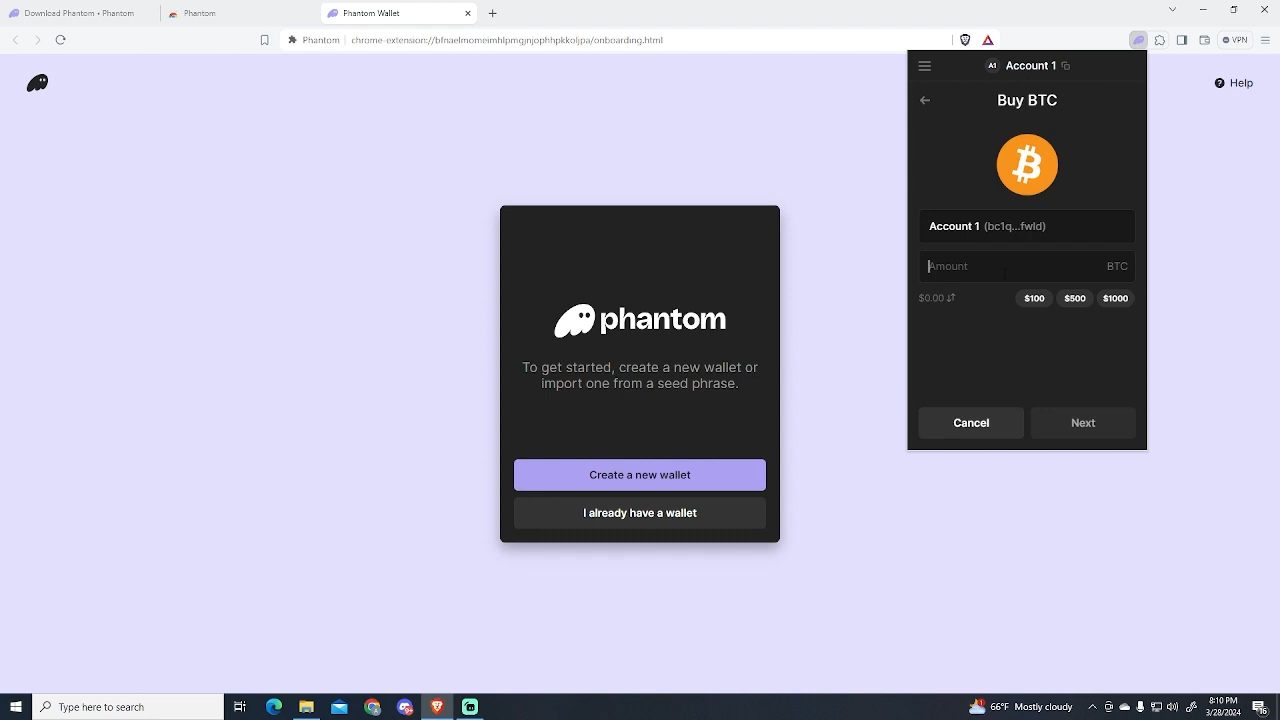 Download Phantom • Phantom
Phantom
Phantom Wallet
Phantom chrome-extension://bfnaelmomeimhlpmgjnjophhpkkoljpa/onboarding.html
VPN
A1 Account 1
Help
Buy BTC
Account 1 (bc1q...fwld)
Amount BTC
$0.00 $100 $500 $1000
Cancel Next
phantom
To get started, create a new wallet or
import one from a seed phrase.
Create a new wallet
I already have a wallet
Type here to search
66°F Mostly cloudy
8:10 PM
3/28/2024